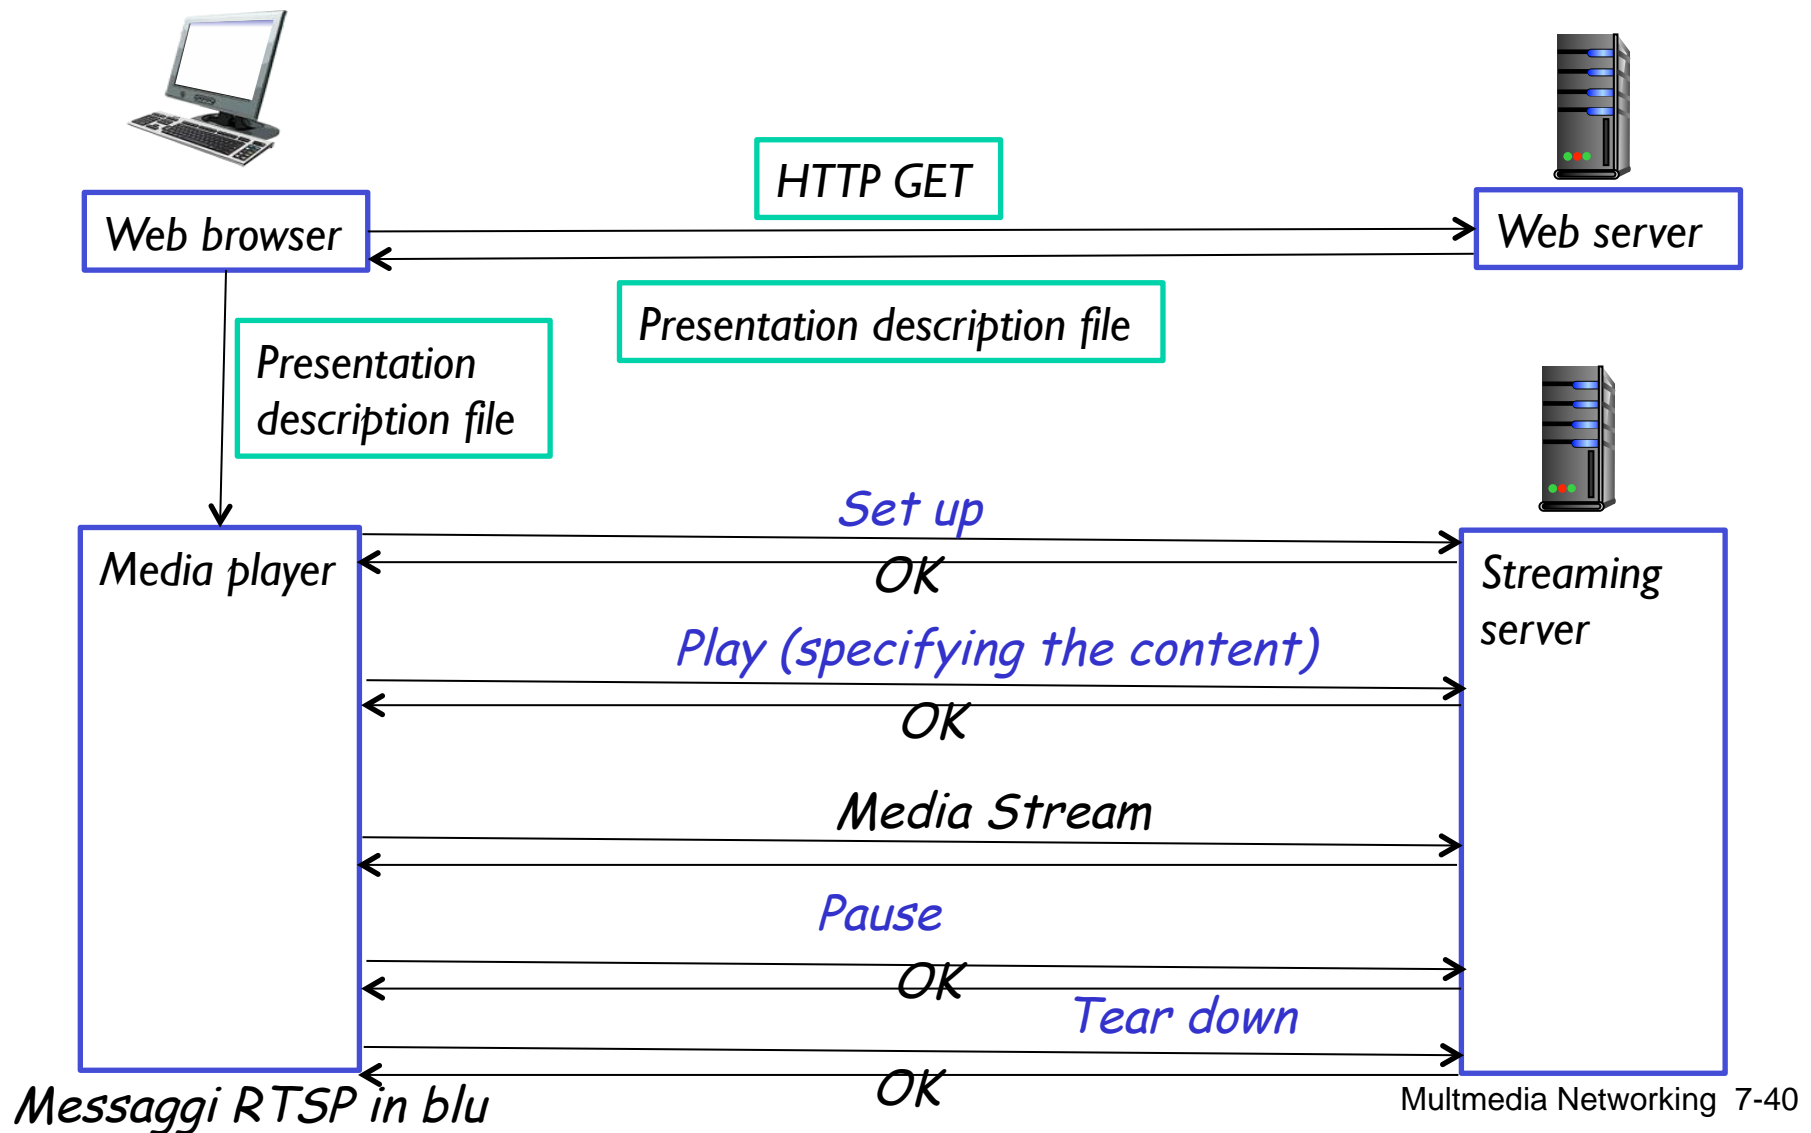 HTTP GET
Web browser
Web server
Presentation description file
Presentation
description file
Set up
Media player
OK
Streaming
server
Play (specifying the content)
OK
Media Stream
Pause
OK
Tear down
OK
Messaggi RTSP in blu
Multmedia Networking 7-40